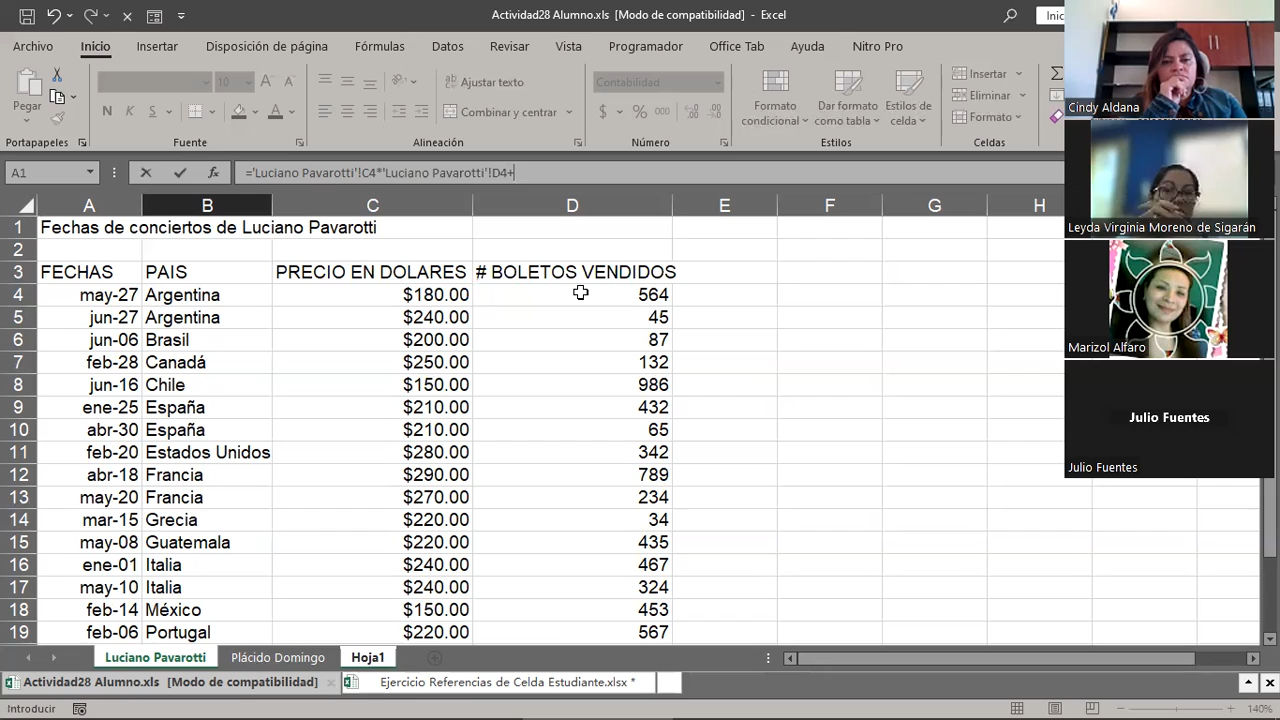 Actividad28 Alumno.xls [Modo de compatibilidad] - Excel
Inic
Archivo Inicio Insertar Disposición de página Fórmulas Datos Revisar Vista Programador Office Tab Ayuda Nitro Pro
Pegar
10
N K S
Ajustar texto
Combinar y centrar
Contabilidad
$ % 000
Formato condicional
Dar formato como tabla
Estilos de celda
Insertar
Eliminar
Formato
Portapapeles Fuente Alineación Número Estilos Celdas
A1 fx ='Luciano Pavarotti'!C4*'Luciano Pavarotti'!D4+
A B C D E F G H
1 Fechas de conciertos de Luciano Pavarotti
2
3 FECHAS PAIS PRECIO EN DOLARES # BOLETOS VENDIDOS
4 may-27 Argentina $180.00 564
5 jun-27 Argentina $240.00 45
6 jun-06 Brasil $200.00 87
7 feb-28 Canadá $250.00 132
8 jun-16 Chile $150.00 986
9 ene-25 España $210.00 432
10 abr-30 España $210.00 65
11 feb-20 Estados Unidos $280.00 342
12 abr-18 Francia $290.00 789
13 may-20 Francia $270.00 234
14 mar-15 Grecia $220.00 34
15 may-08 Guatemala $220.00 435
16 ene-01 Italia $240.00 467
17 may-10 Italia $240.00 324
18 feb-14 México $150.00 453
19 feb-06 Portugal $220.00 567
Luciano Pavarotti Plácido Domingo Hoja1
Actividad28 Alumno.xls [Modo de compatibilidad] Ejercicio Referencias de Celda Estudiante.xlsx *
Introducir
140%
Cindy Aldana
Leyda Virginia Moreno de Sigarán
Marizol Alfaro
Julio Fuentes
Julio Fuentes